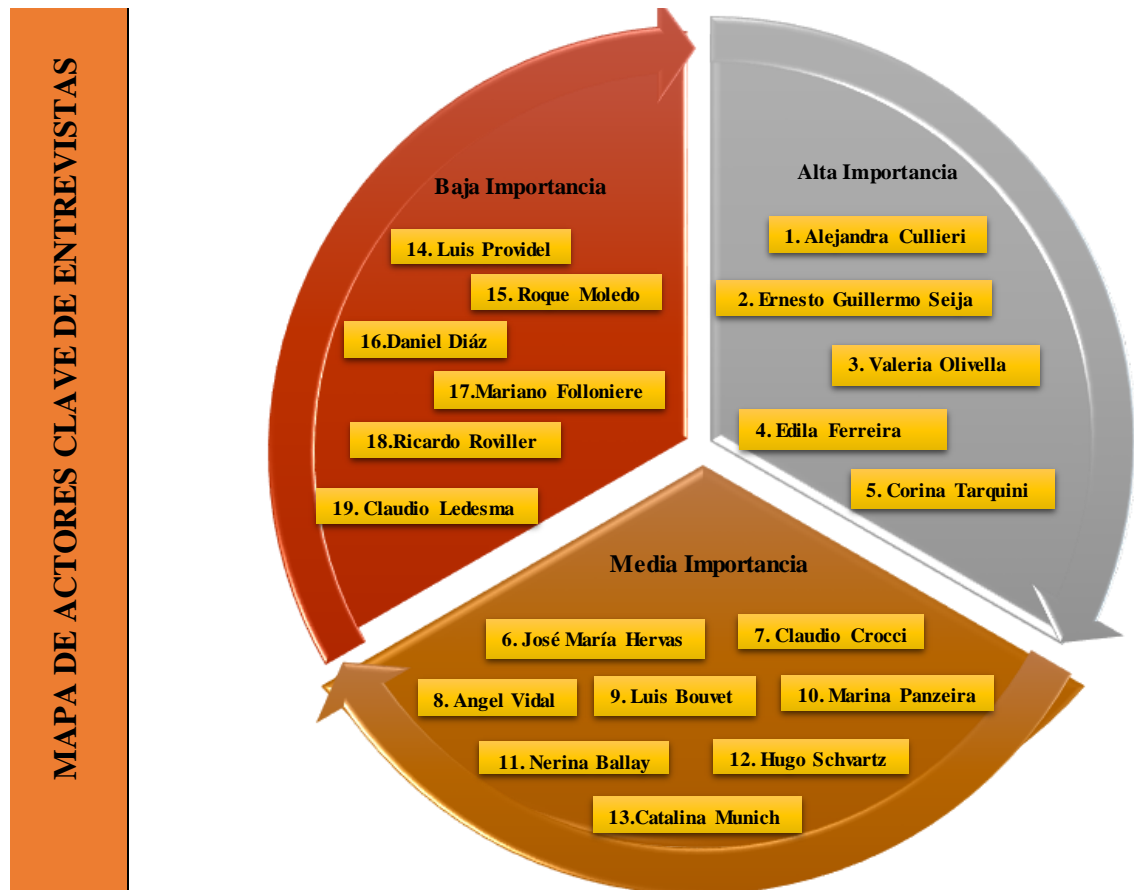 MAPA DE ACTORES CLAVE DE ENTREVISTAS
Alta Importancia
1. Alejandra Cullieri
2. Ernesto Guillermo Seija
3. Valeria Olivella
4. Edila Ferreira
5. Corina Tarquini
Media Importancia
6. José María Hervas
7. Claudio Crocci
8. Angel Vidal
9. Luis Bouvet
10. Marina Panzeira
11. Nerina Ballay
12. Hugo Schvartz
13.Catalina Munich
Baja Importancia
14. Luis Providel
15. Roque Moledo
16.Daniel Diáz
17.Mariano Folloniere
18.Ricardo Roviller
19. Claudio Ledesma